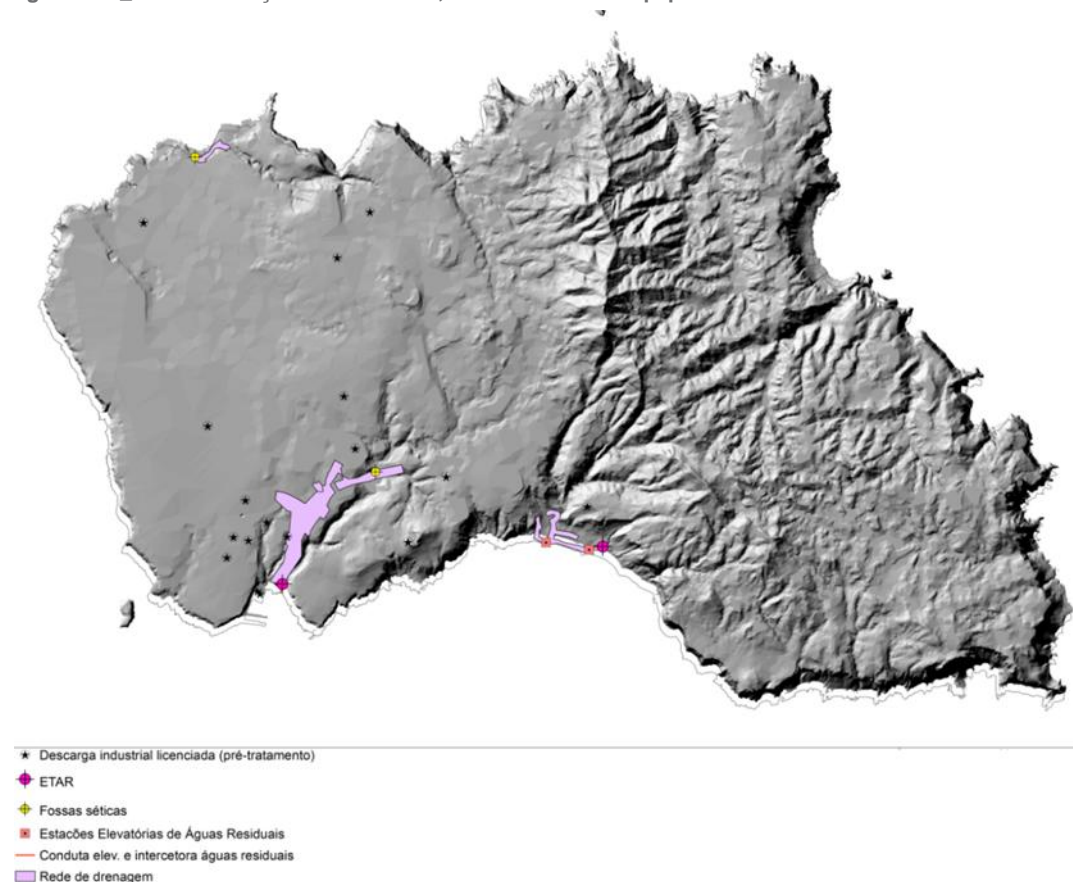 Descarga industrial licenciada (pré-tratamento)
ETAR
Fossas séticas
Estacões Elevatórias de Águas Residuais
Conduta elev. e intercetora águas residuais
Rede de drenagem